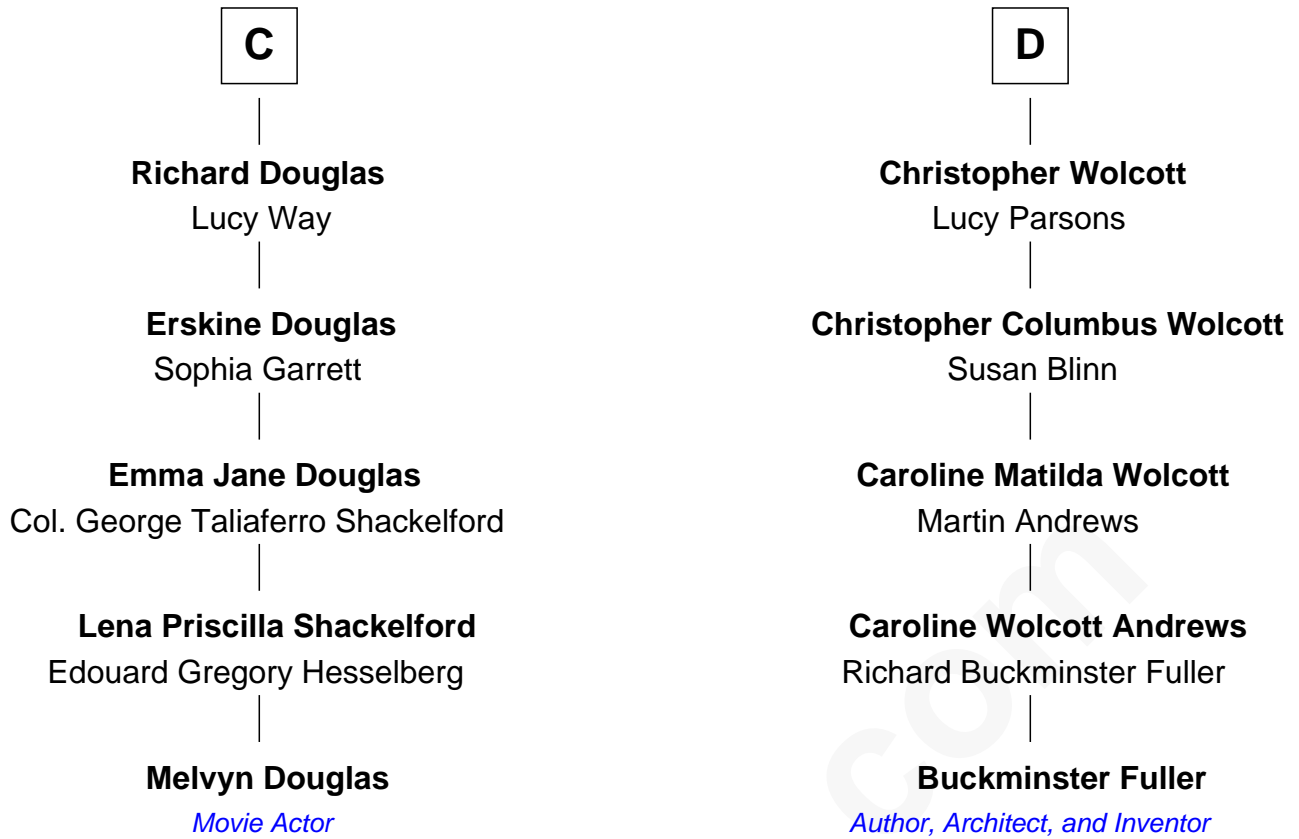 C
Richard Douglas
Lucy Way
Erskine Douglas
Sophia Garrett
Emma Jane Douglas
Col. George Taliaferro Shackelford
Lena Priscilla Shackelford
Edouard Gregory Hesselberg
Melvyn Douglas
Movie Actor
D
Christopher Wolcott
Lucy Parsons
Christopher Columbus Wolcott
Susan Blinn
Caroline Matilda Wolcott
Martin Andrews
Caroline Wolcott Andrews
Richard Buckminster Fuller
Buckminster Fuller
Author, Architect, and Inventor
com